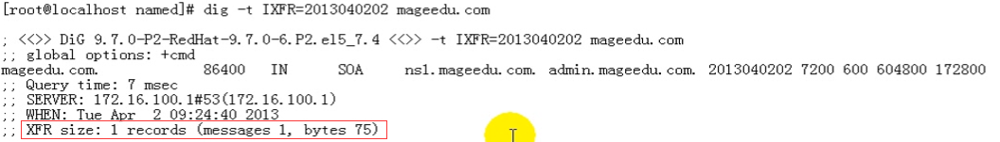 [root@localhost named]# dig -t IXFR=2013040202 mageedu.com
; <<>> DiG 9.7.0-P2-RedHat-9.7.0-6.P2.el5_7.4 <<>> -t IXFR=2013040202 mageedu.com
;; global options: +cmd
mageedu.com. 86400 IN SOA ns1.mageedu.com. admin.mageedu.com. 2013040202 7200 600 604800 172800
;; Query time: 7 msec
;; SERVER: 172.16.100.1#53(172.16.100.1)
;; WHEN: Tue Apr  2 09:24:40 2013
;; XFR size: 1 records (messages 1, bytes 75)